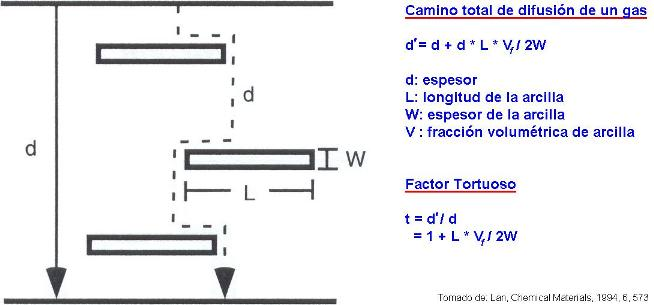 d
d
W
L
Camino total de difusión de un gas
d' = d + d * L * Vf / 2W
d: espesor
L: longitud de la arcilla
W: espesor de la arcilla
V : fracción volumétrica de arcilla
Factor Tortuoso
t = d' / d
= 1 + L * Vf / 2W
Tomado de: Lan, Chemical Materials, 1994, 6, 573